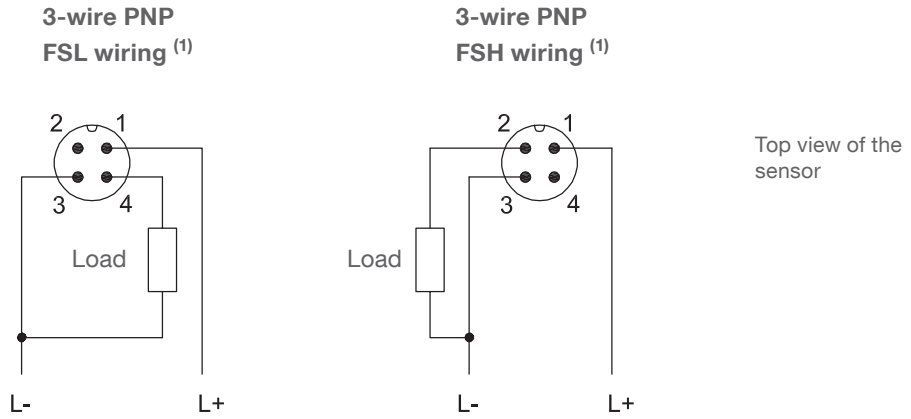 3-wire PNP
FSL wiring (1)
3-wire PNP
FSH wiring (1)
2 1
3 4
Load
L- L+
2 1
3 4
Load
L- L+
Top view of the
sensor